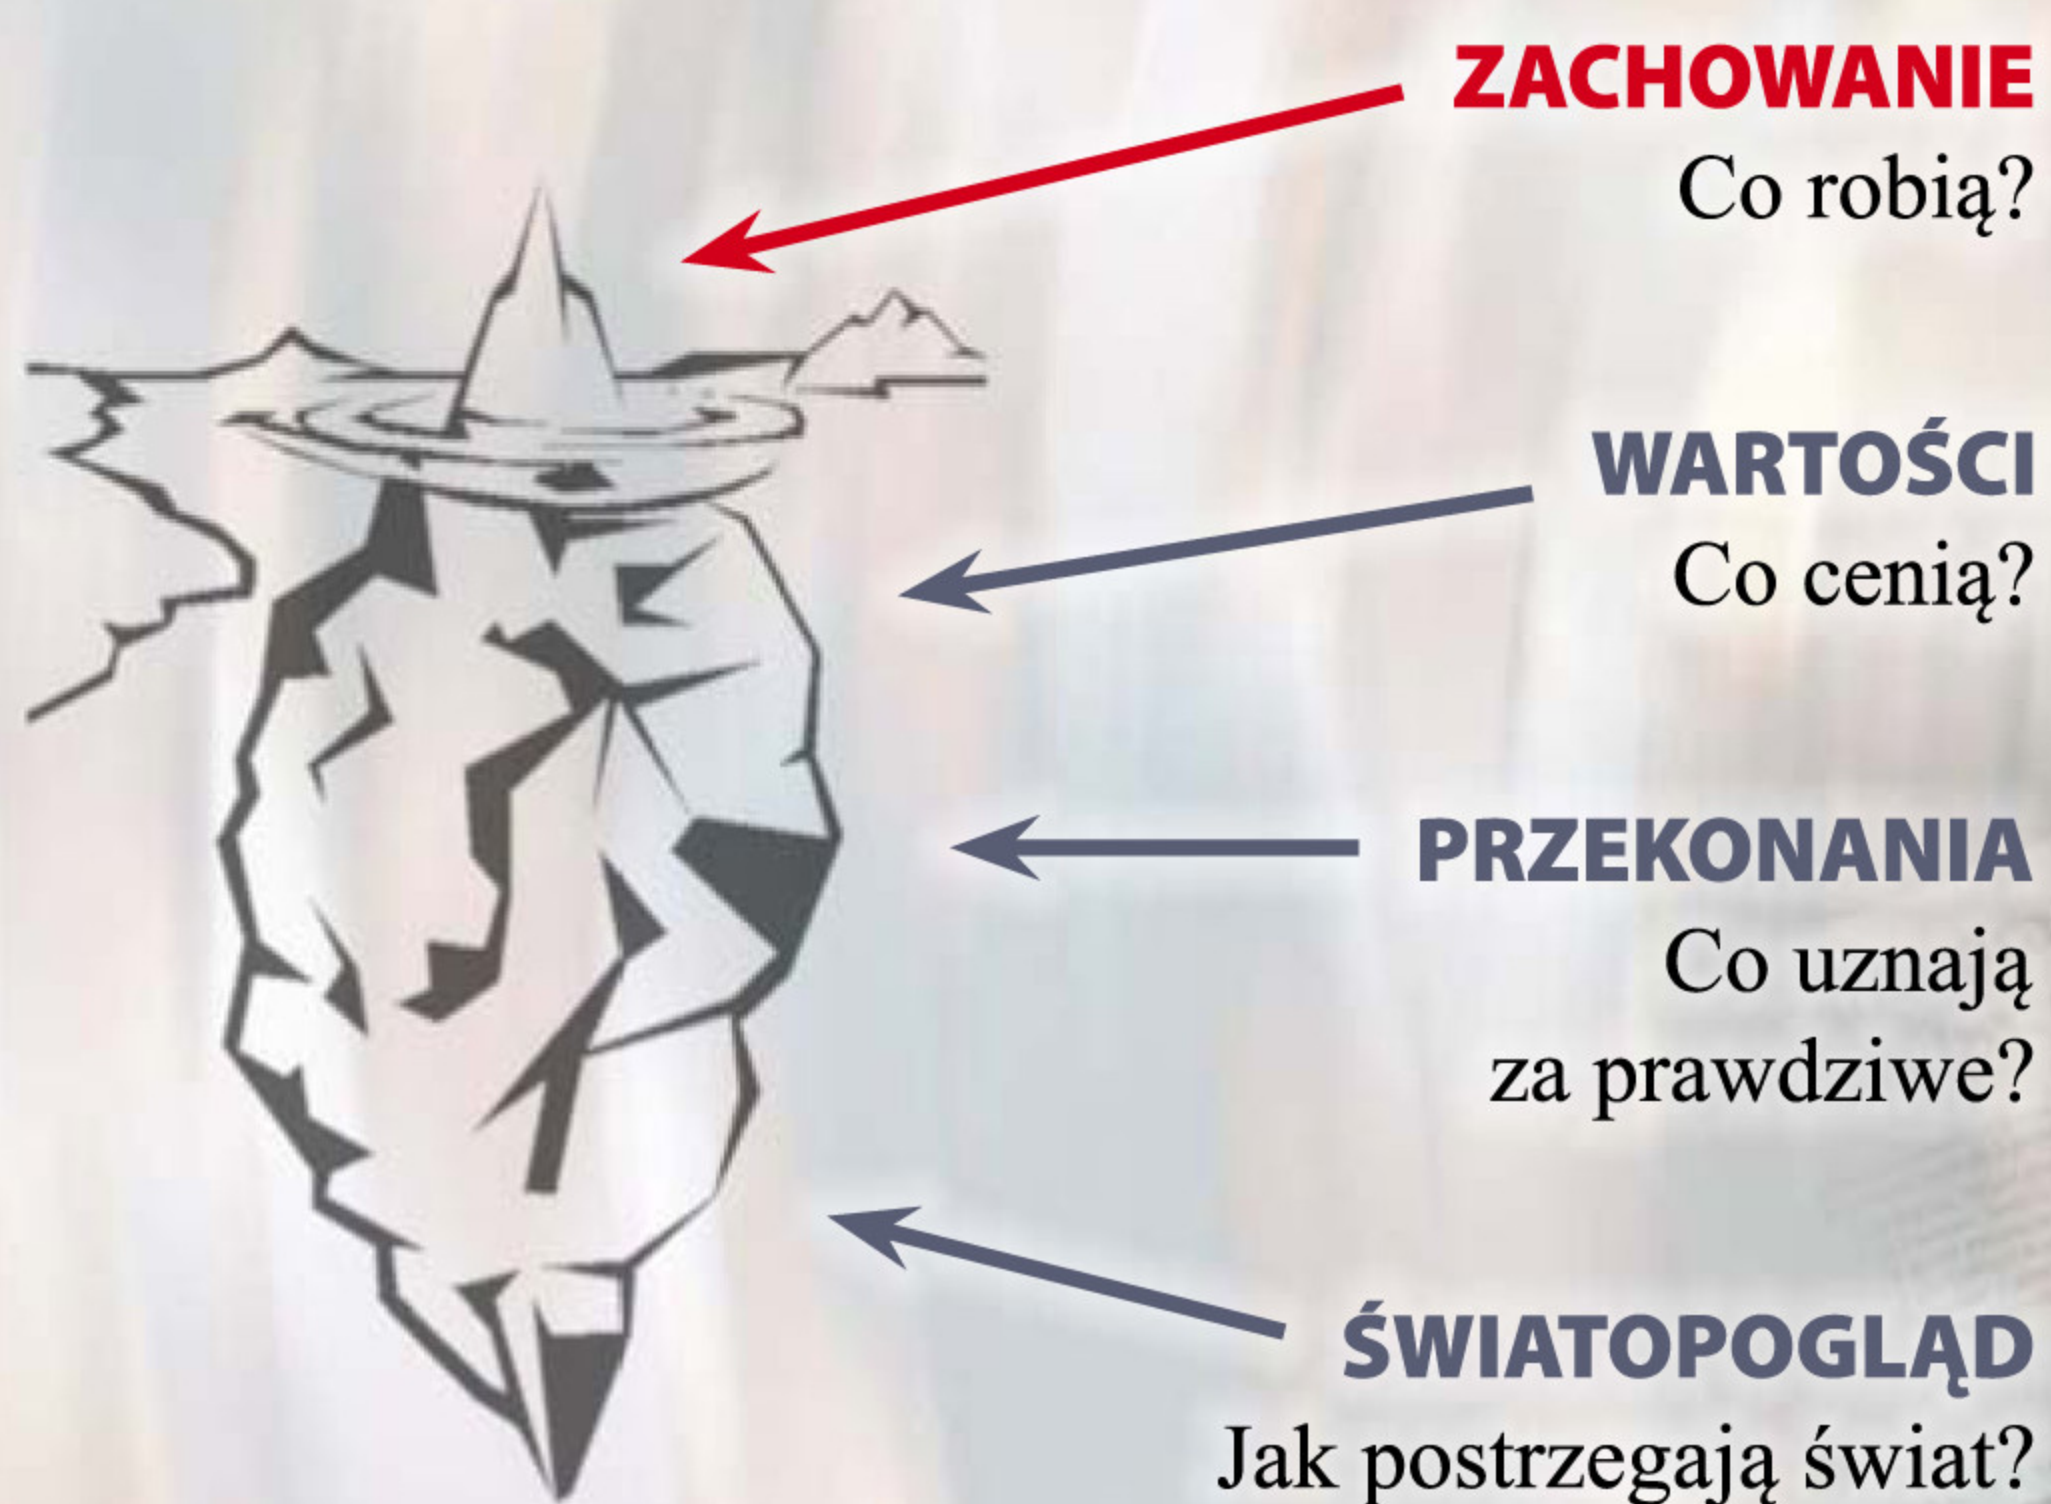 ZACHOWANIE
Co robią?
WARTOŚCI
Co cenią?
PRZEKONANIA
Co uznają
za prawdziwe?
ŚWIATOPOGLĄD
Jak postrzegają świat?